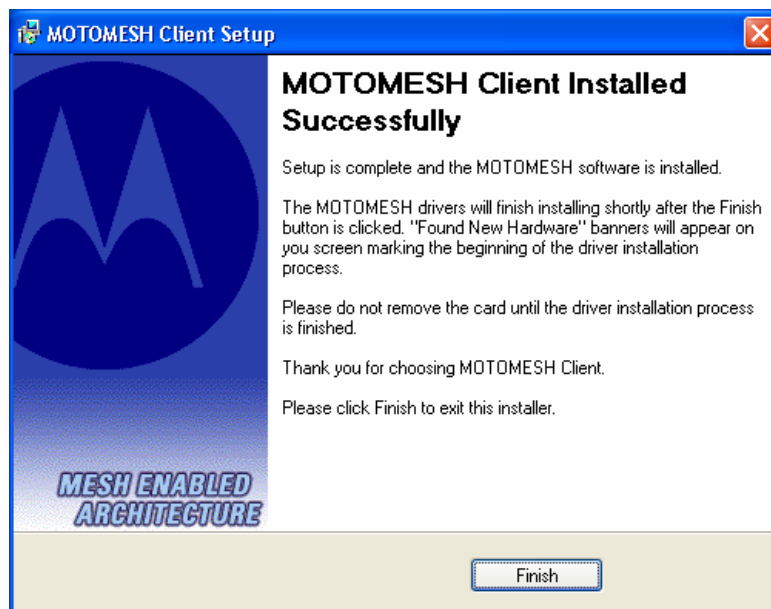 MOTOMESH Client Setup
MOTOMESH Client Installed
Successfully
Setup is complete and the MOTOMESH software is installed.
The MOTOMESH drivers will finish installing shortly after the Finish
button is clicked. "Found New Hardware" banners will appear on
you screen marking the beginning of the driver installation
process.
Please do not remove the card until the driver installation process
is finished.
Thank you for choosing MOTOMESH Client.
Please click Finish to exit this installer.
MESH ENABLED
ARCHITECTURE
Finish